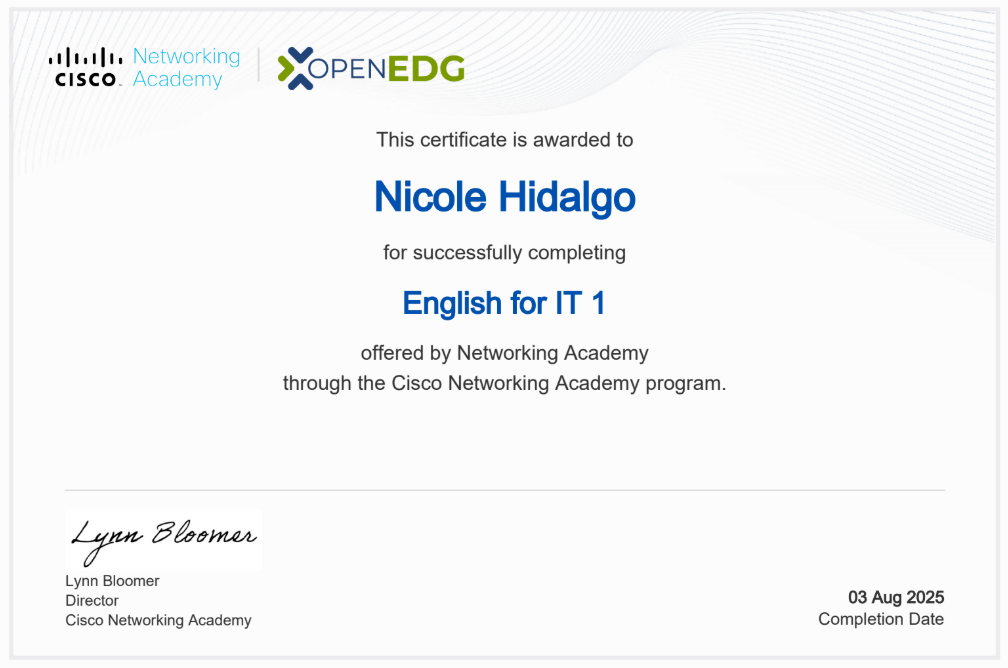 CISCO
Networking
Academy
OPENEDG
This certificate is awarded to
Nicole Hidalgo
for successfully completing
English for IT 1
offered by Networking Academy
through the Cisco Networking Academy program.
Lynn Bloomer
Lynn Bloomer
Director
Cisco Networking Academy
03 Aug 2025
Completion Date